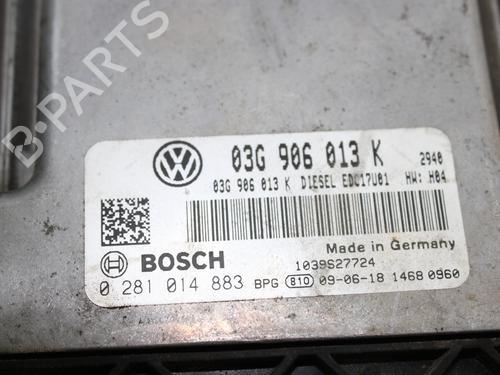 B-PARTS
03G 906 013 K 2940
03G 906 013 K DIESEL EDC17U01 HW: H04
Made in Germany
BOSCH 1039S27724
0 281 014 883 BPG 810 09-06-18 1468 0960